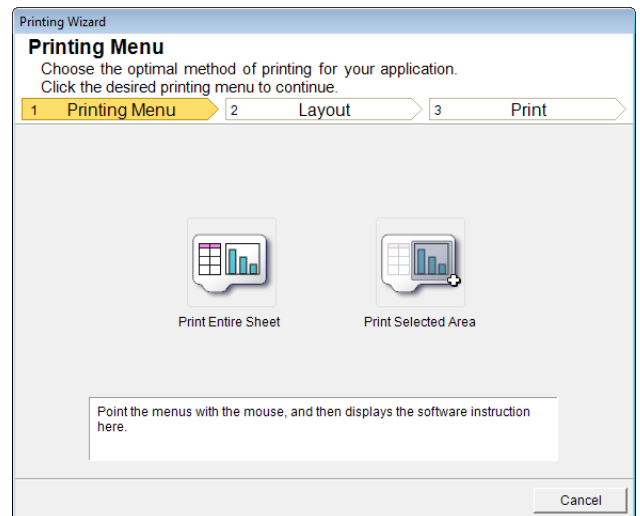 Printing Wizard
Printing Menu
Choose the optimal method of printing for your application.
Click the desired printing menu to continue.
1 Printing Menu 2 Layout 3 Print
Print Entire Sheet Print Selected Area
Point the menus with the mouse, and then displays the software instruction
here.
Cancel